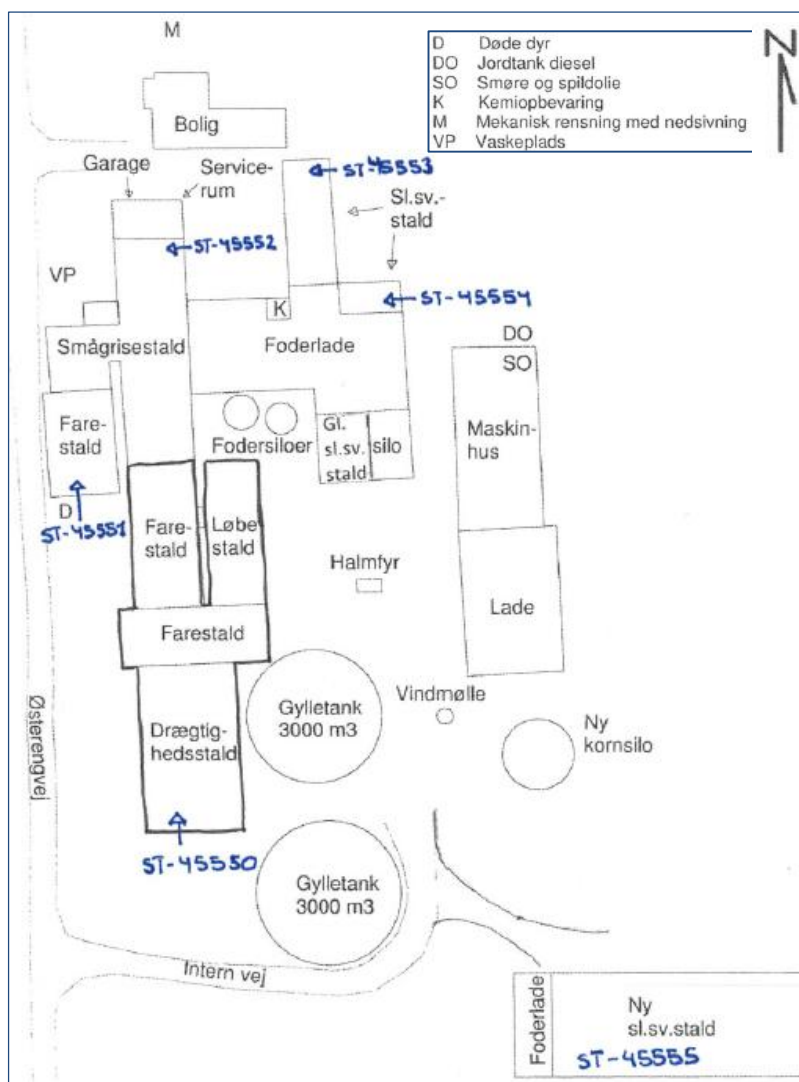 M
D Døde dyr
DO Jordtank diesel
SO Smøre og spildolie
K Kemiopbevaring
M Mekanisk rensning med nedsivning
VP Vaskeplads
N
Bolig
Garage
Service-
rum
ST-45553
Sl.sv.-
stald
ST-45552
VP
ST-45554
K
DO
SO
Smågrisestald
Foderlade
Fare-
stald
Fodersiloer
Gl.
sl.sv.
stald
silo
Maskin-
hus
D
ST-45551
Fare-
stald
Løbe
stald
Halmfyr
Lade
Farestald
Østerengvej
Gylletank
3000 m3
Vindmølle
Ny
kornsilo
Drægtig-
hedsstald
ST-45550
Gylletank
3000 m3
Intern vej
Foderlade
Ny
sl.sv.stald
ST-45555